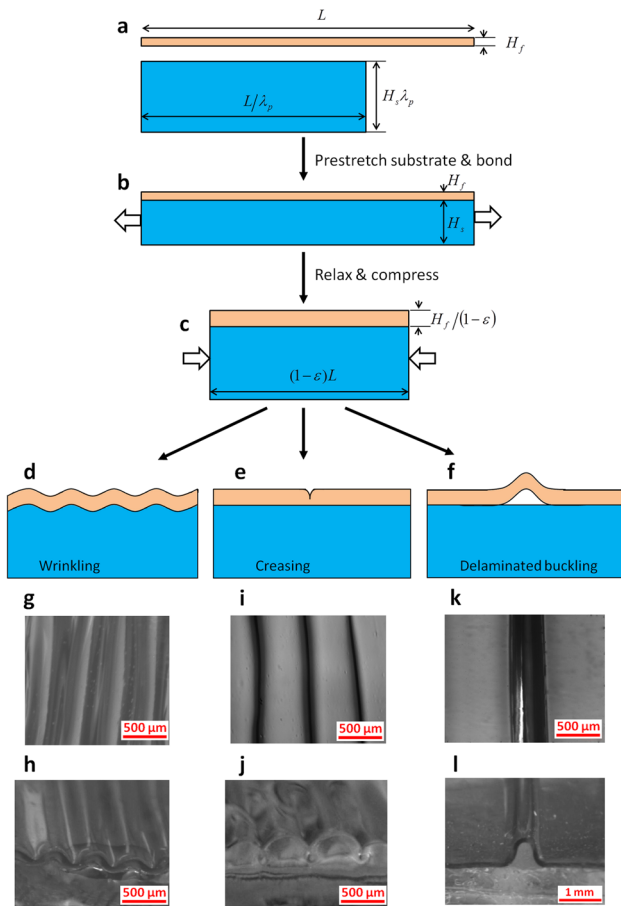 a
L
H_f
L/λ_p
H_sλ_p
Prestretch substrate & bond
b
H_f
H_s
Relax & compress
c
H_f/(1-ε)
(1-ε)L
d
e
f
Wrinkling
Creasing
Delaminated buckling
g
i
k
500 µm
500 µm
500 µm
h
j
l
500 µm
500 µm
1 mm